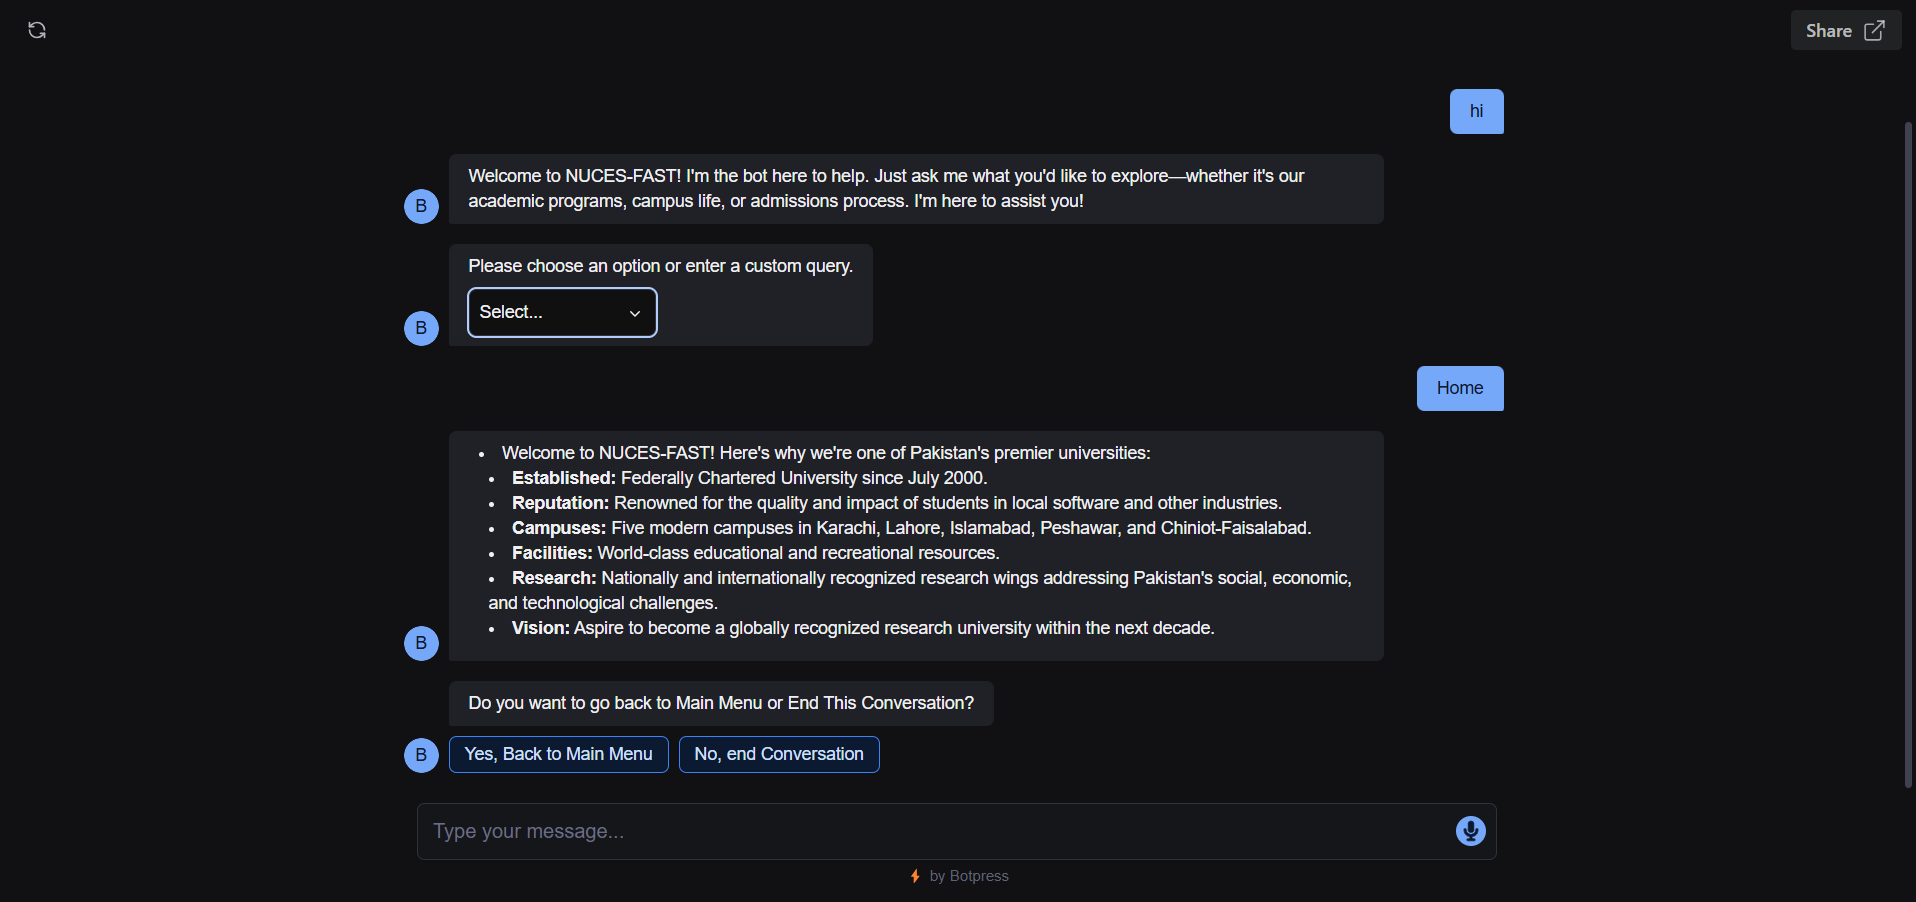 Share
hi
Welcome to NUCES-FAST! I'm the bot here to help. Just ask me what you'd like to explore—whether it's our
academic programs, campus life, or admissions process. I'm here to assist you!
B
Please choose an option or enter a custom query.
Select...
B
Home
• Welcome to NUCES-FAST! Here's why we're one of Pakistan's premier universities:
• Established: Federally Chartered University since July 2000.
• Reputation: Renowned for the quality and impact of students in local software and other industries.
• Campuses: Five modern campuses in Karachi, Lahore, Islamabad, Peshawar, and Chiniot-Faisalabad.
• Facilities: World-class educational and recreational resources.
• Research: Nationally and internationally recognized research wings addressing Pakistan's social, economic,
and technological challenges.
• Vision: Aspire to become a globally recognized research university within the next decade.
B
Do you want to go back to Main Menu or End This Conversation?
B
Yes, Back to Main Menu
No, end Conversation
Type your message...
by Botpress